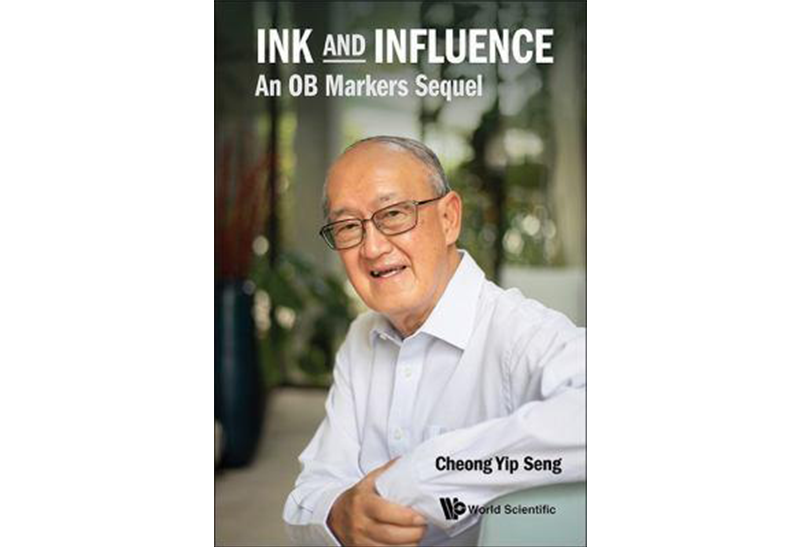 INK AND INFLUENCE
An OB Markers Sequel
Cheong Yip Seng
World Scientific